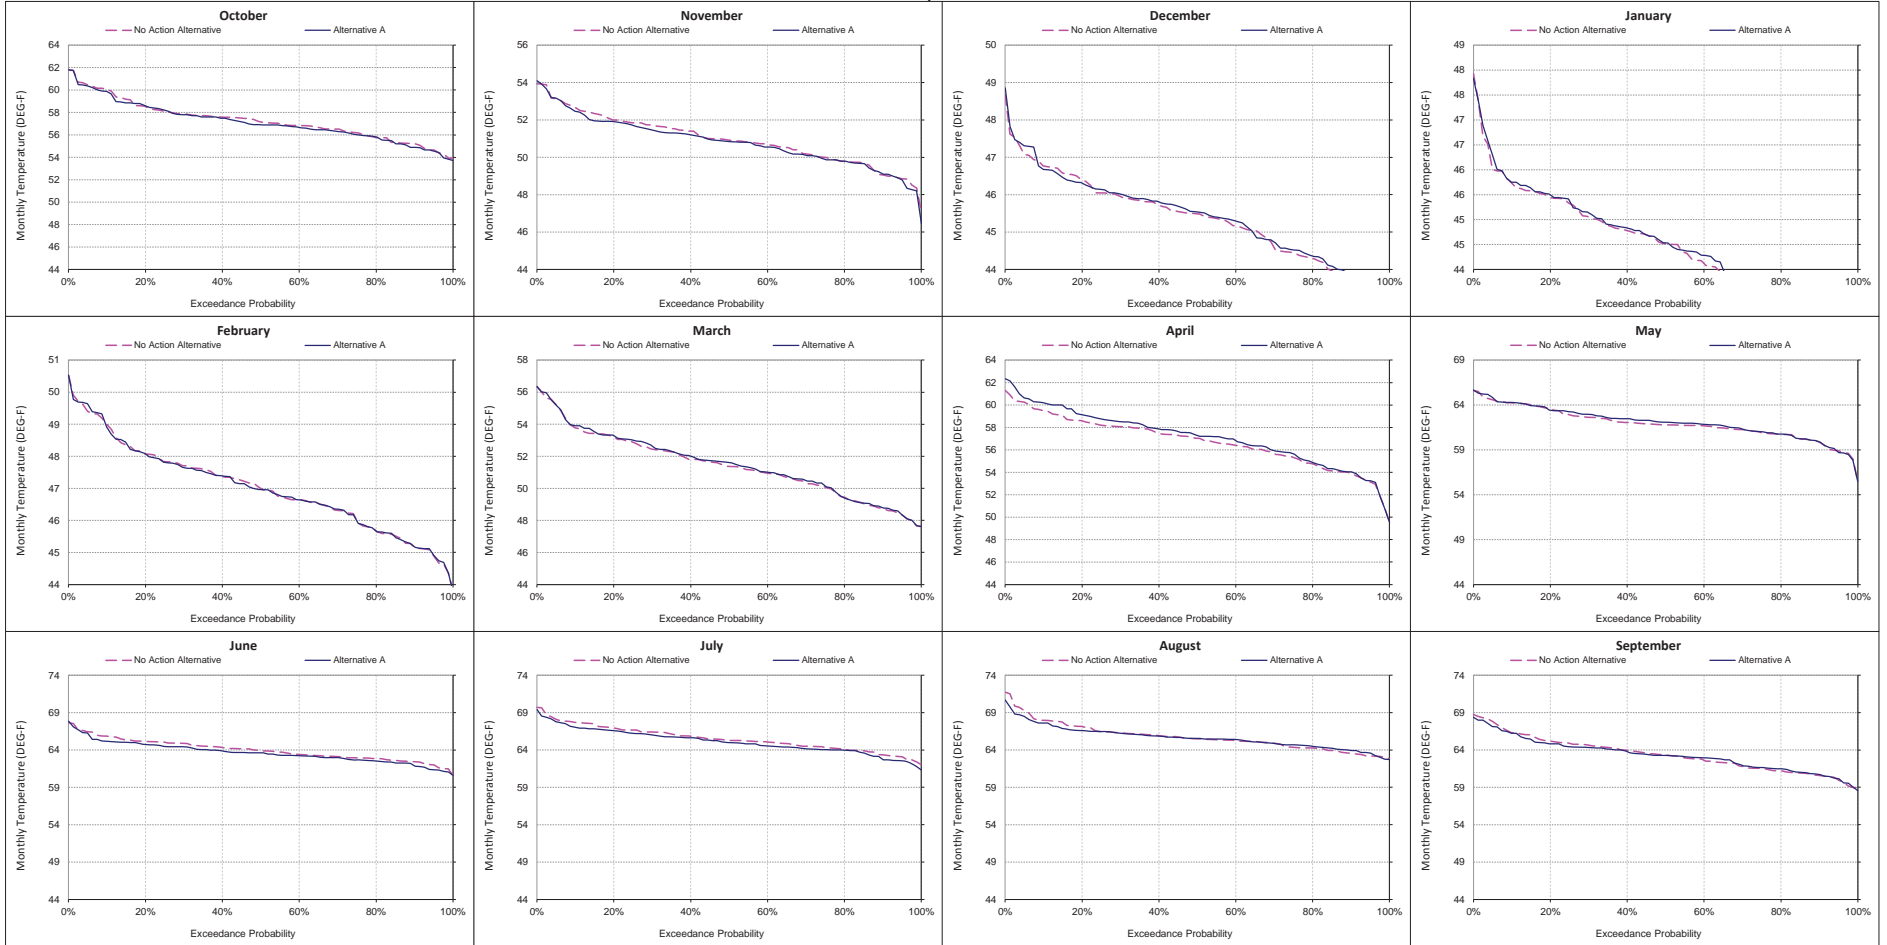 October
No Action Alternative Alternative A
Monthly Temperature (DEG-F)
64
62
60
58
56
54
52
50
48
46
44
0% 20% 40% 60% 80% 100%
Exceedance Probability
November
No Action Alternative Alternative A
Monthly Temperature (DEG-F)
56
54
52
50
48
46
44
0% 20% 40% 60% 80% 100%
Exceedance Probability
December
No Action Alternative Alternative A
Monthly Temperature (DEG-F)
50
49
48
47
46
45
44
0% 20% 40% 60% 80% 100%
Exceedance Probability
January
No Action Alternative Alternative A
Monthly Temperature (DEG-F)
49
48
48
47
47
46
46
45
45
44
0% 20% 40% 60% 80% 100%
Exceedance Probability
February
No Action Alternative Alternative A
Monthly Temperature (DEG-F)
51
50
49
48
47
46
45
44
0% 20% 40% 60% 80% 100%
Exceedance Probability
March
No Action Alternative Alternative A
Monthly Temperature (DEG-F)
58
56
54
52
50
48
46
44
0% 20% 40% 60% 80% 100%
Exceedance Probability
April
No Action Alternative Alternative A
Monthly Temperature (DEG-F)
64
62
60
58
56
54
52
50
48
46
44
0% 20% 40% 60% 80% 100%
Exceedance Probability
May
No Action Alternative Alternative A
Monthly Temperature (DEG-F)
69
64
59
54
49
44
0% 20% 40% 60% 80% 100%
Exceedance Probability
June
No Action Alternative Alternative A
Monthly Temperature (DEG-F)
74
69
64
59
54
49
44
0% 20% 40% 60% 80% 100%
Exceedance Probability
July
No Action Alternative Alternative A
Monthly Temperature (DEG-F)
74
69
64
59
54
49
44
0% 20% 40% 60% 80% 100%
Exceedance Probability
August
No Action Alternative Alternative A
Monthly Temperature (DEG-F)
74
69
64
59
54
49
44
0% 20% 40% 60% 80% 100%
Exceedance Probability
September
No Action Alternative Alternative A
Monthly Temperature (DEG-F)
74
69
64
59
54
49
44
0% 20% 40% 60% 80% 100%
Exceedance Probability